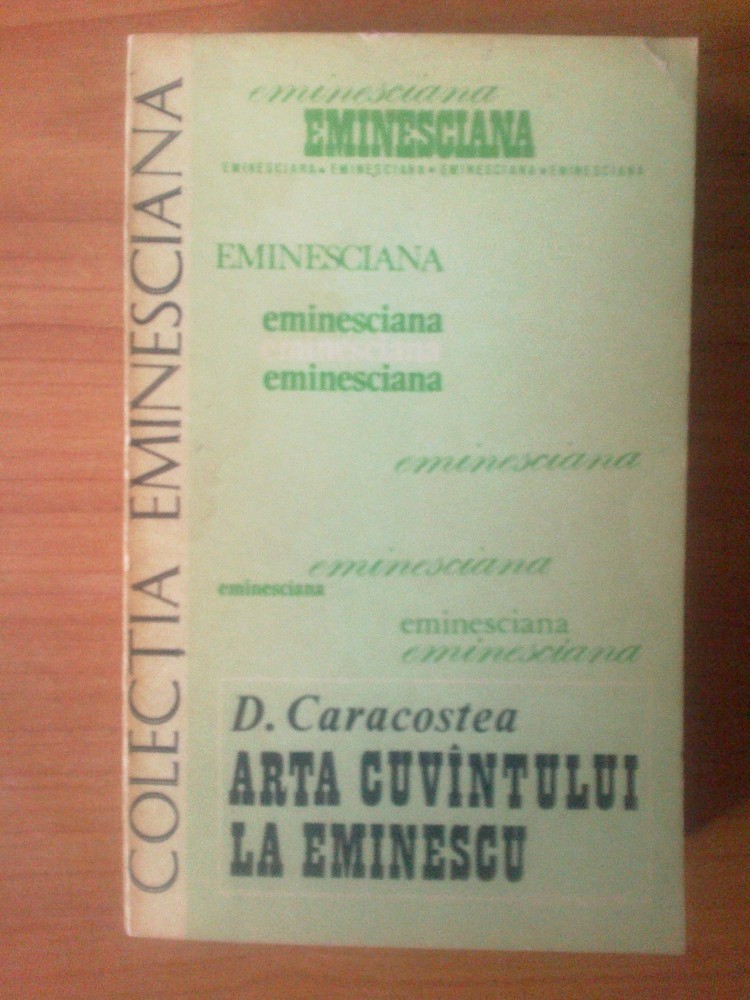 COLECȚIA EMINESCIANA
eminesciana
EMINESCIANA
EMINESCIANA • EMINESCIANA • EMINESCIANA • EMINESCIANA
EMINESCIANA
eminesciana
eminesciana
eminesciana
eminesciana
eminesciana
eminesciana
eminesciana
eminesciana
D. Caracostea
ARTA CUVÎNTULUI
LA EMINESCU